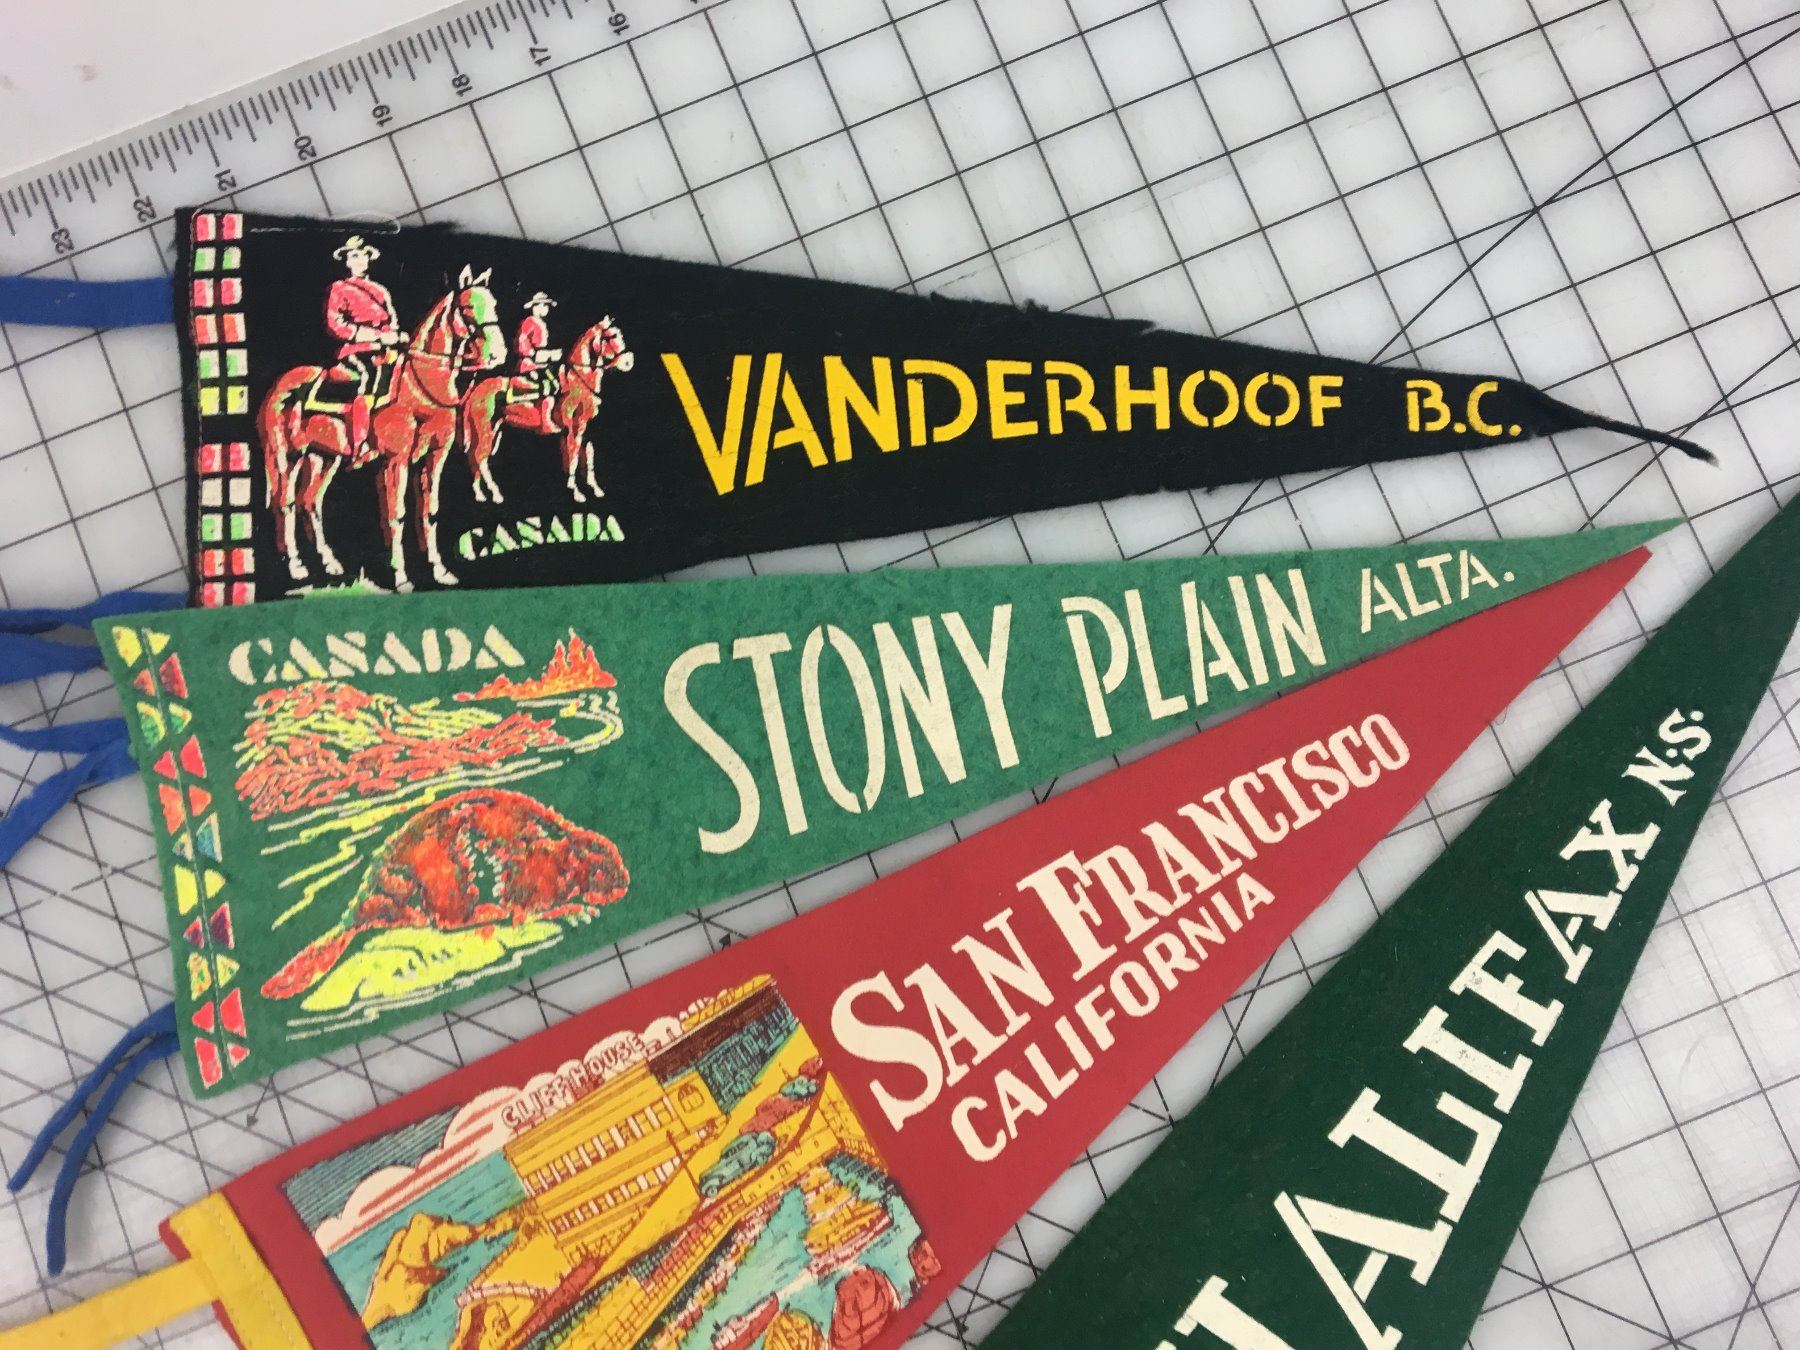 16
17
18
19
20
21
22
23
VANDERHOOF B.C.
CANADA
CANADA
STONY PLAIN ALTA.
SAN FRANCISCO
CALIFORNIA
CLIFF HOUSE
HALIFAX N.S.